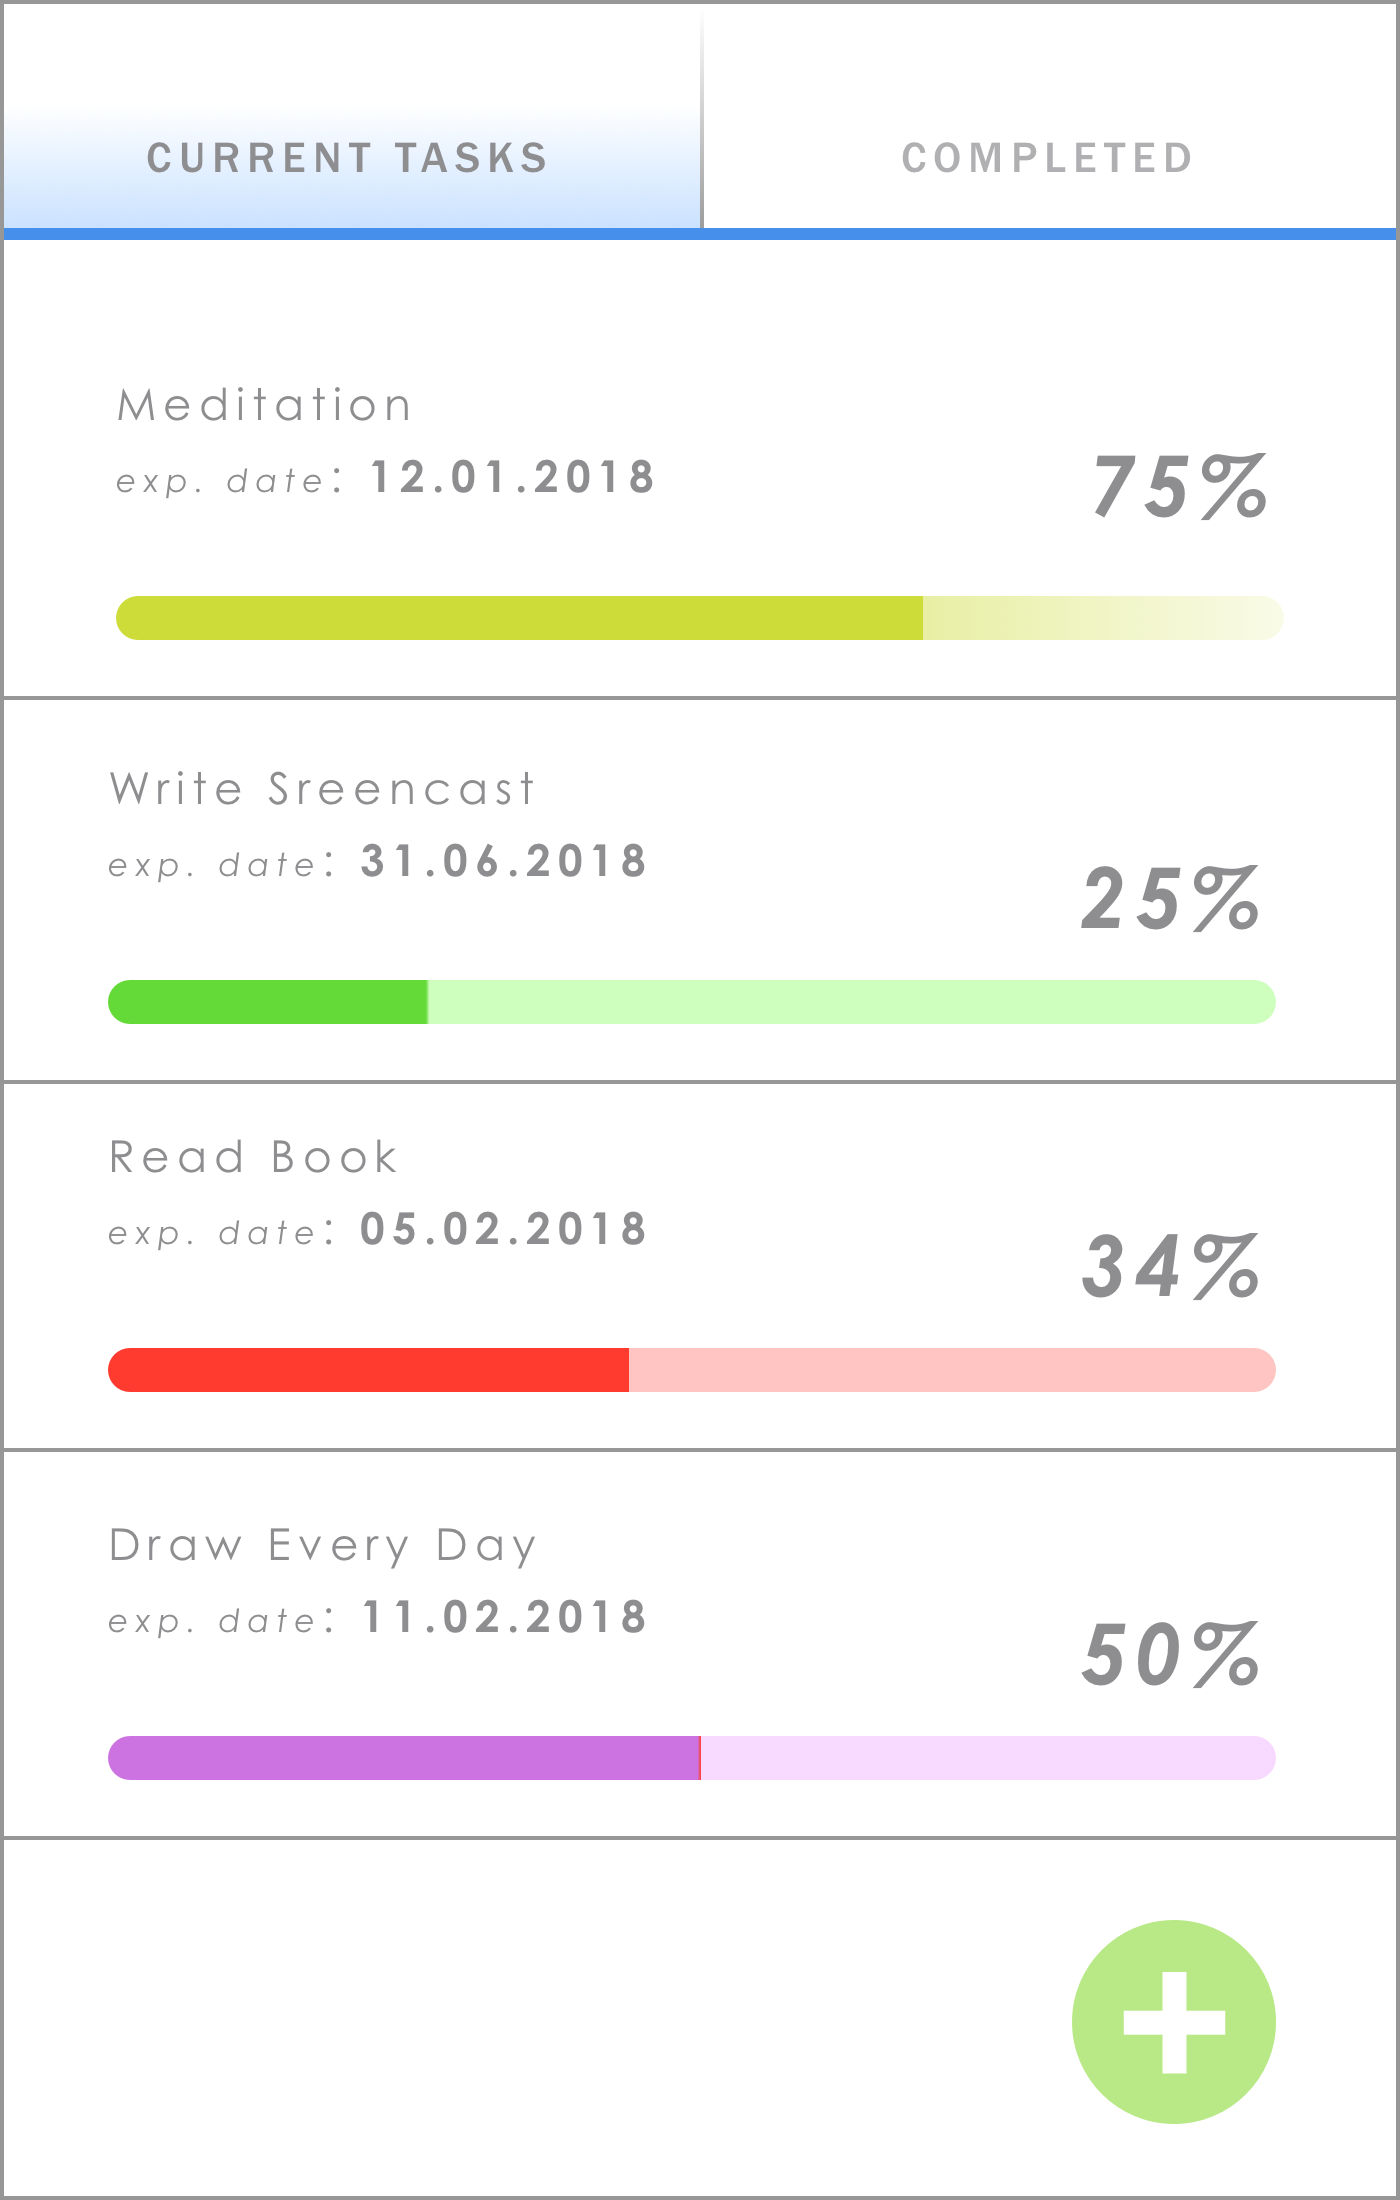 CURRENT TASKS
COMPLETED
Meditation
exp. date: 12.01.2018
75%
Write Sreencast
exp. date: 31.06.2018
25%
Read Book
exp. date: 05.02.2018
34%
Draw Every Day
exp. date: 11.02.2018
50%